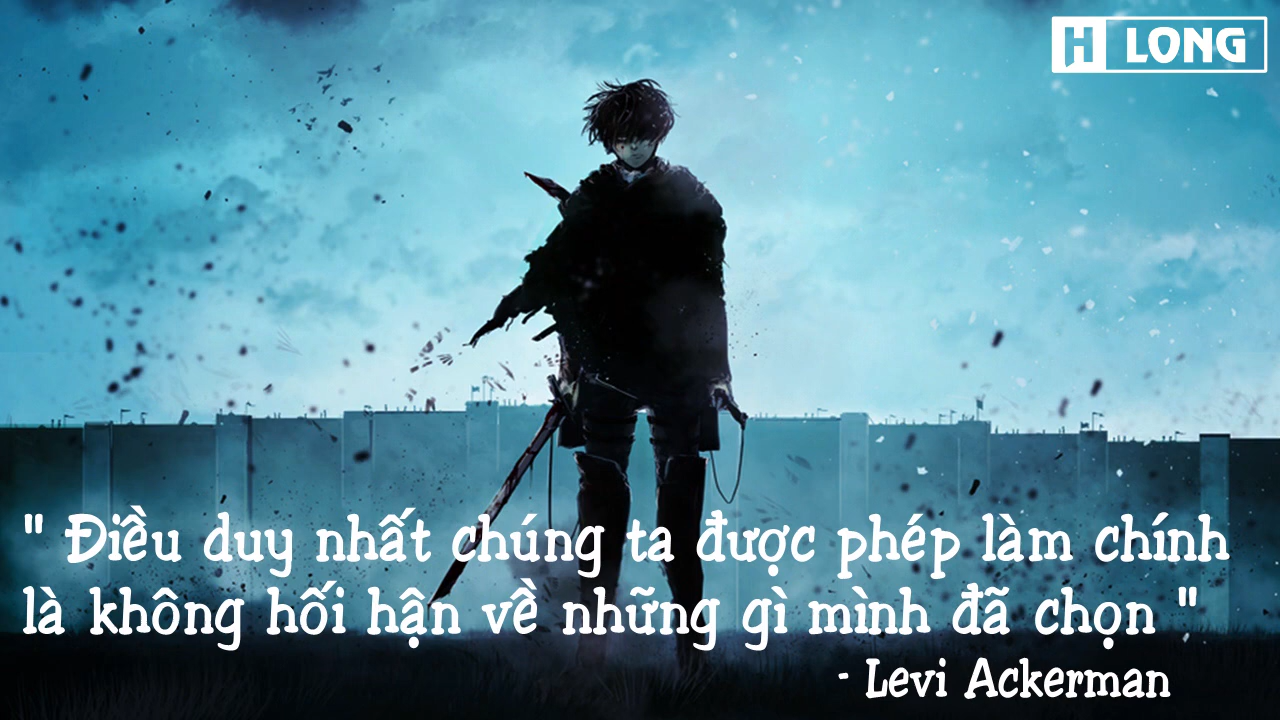 H LONG
" Điều duy nhất chúng ta được phép làm chính
là không hối hận về những gì mình đã chọn "
- Levi Ackerman